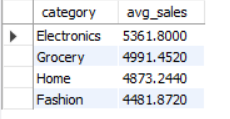 category avg_sales
Electronics 5361.8000
Grocery 4991.4520
Home 4873.2440
Fashion 4481.8720